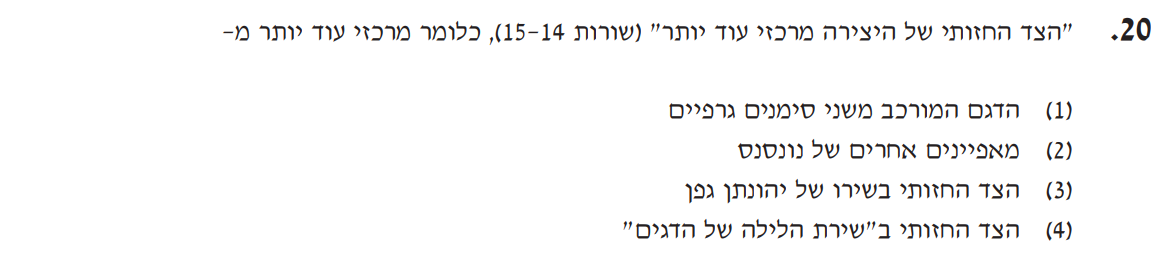 20. "הצד החזותי של היצירה מרכזי עוד יותר" (שורות 14-15), כלומר מרכזי עוד יותר מ-
(1) הדגם המורכב משני סימנים גרפיים
(2) מאפיינים אחרים של נונסנס
(3) הצד החזותי בשירו של יהונתן גפן
(4) הצד החזותי ב"שירת הלילה של הדגים"